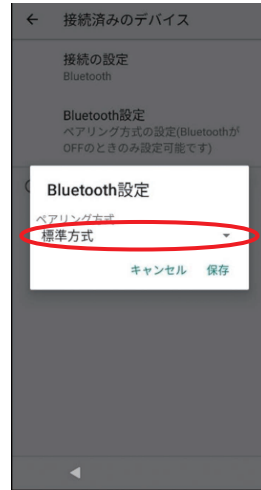 接続済みのデバイス
接続の設定
Bluetooth
Bluetooth設定
ペアリング方式の設定(Bluetoothが
OFFのときのみ設定可能です)
Bluetooth設定
ペアリング方式
標準方式
キャンセル 保存